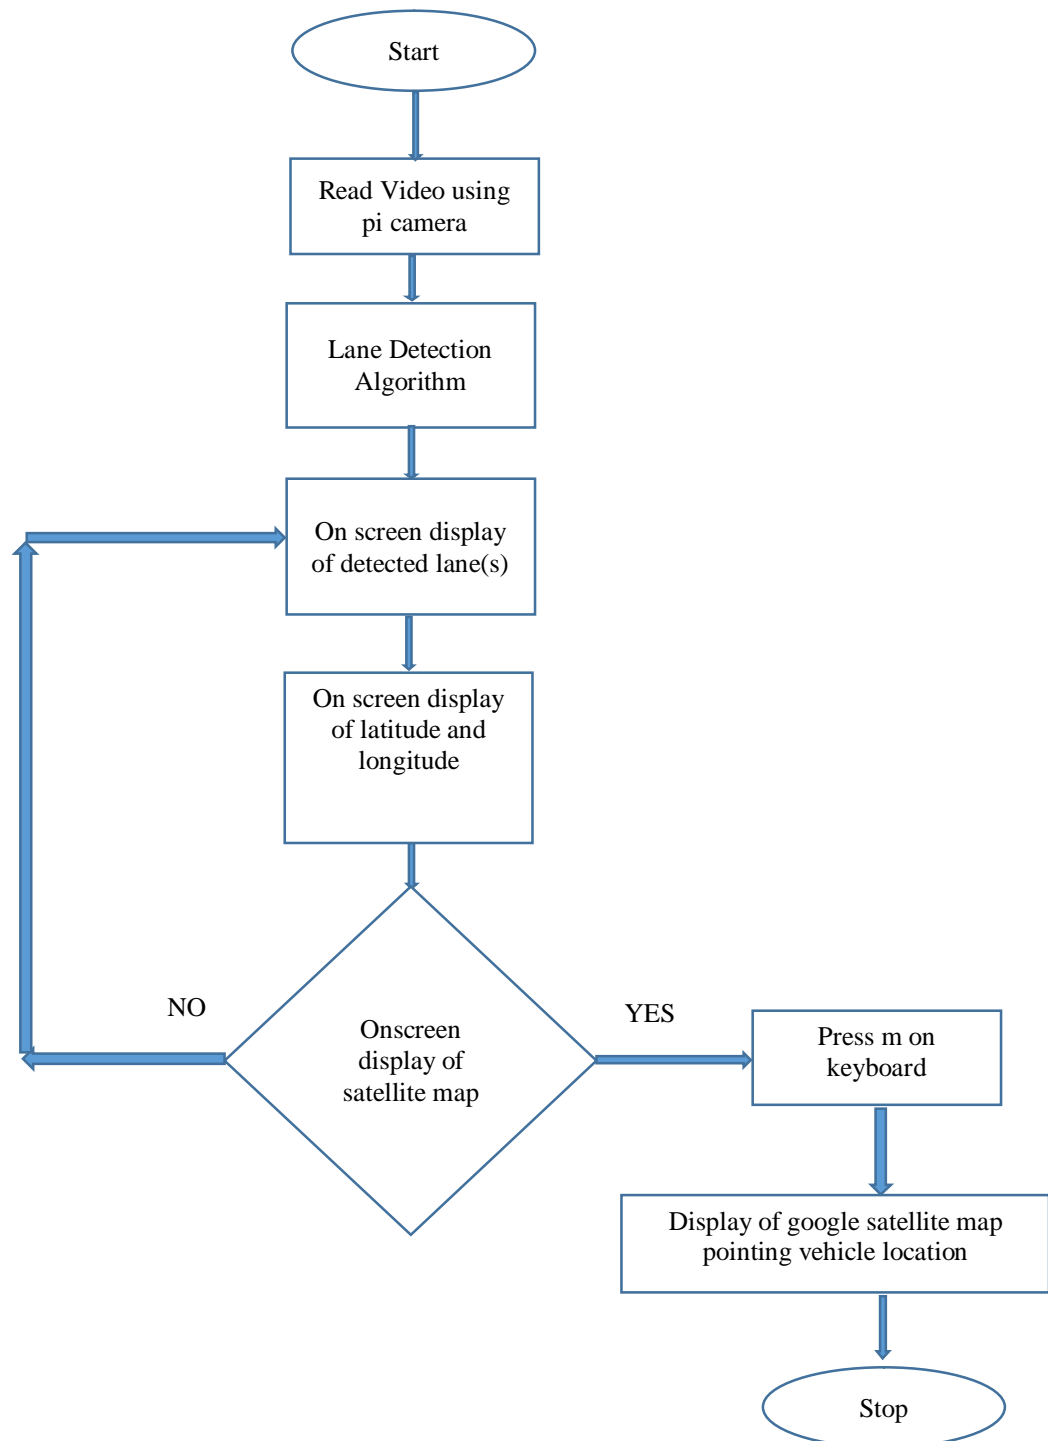 Start
Read Video using
pi camera
Lane Detection
Algorithm
On screen display
of detected lane(s)
On screen display
of latitude and
longitude
NO
YES
Onscreen
display of
satellite map
Press m on
keyboard
Display of google satellite map
pointing vehicle location
Stop